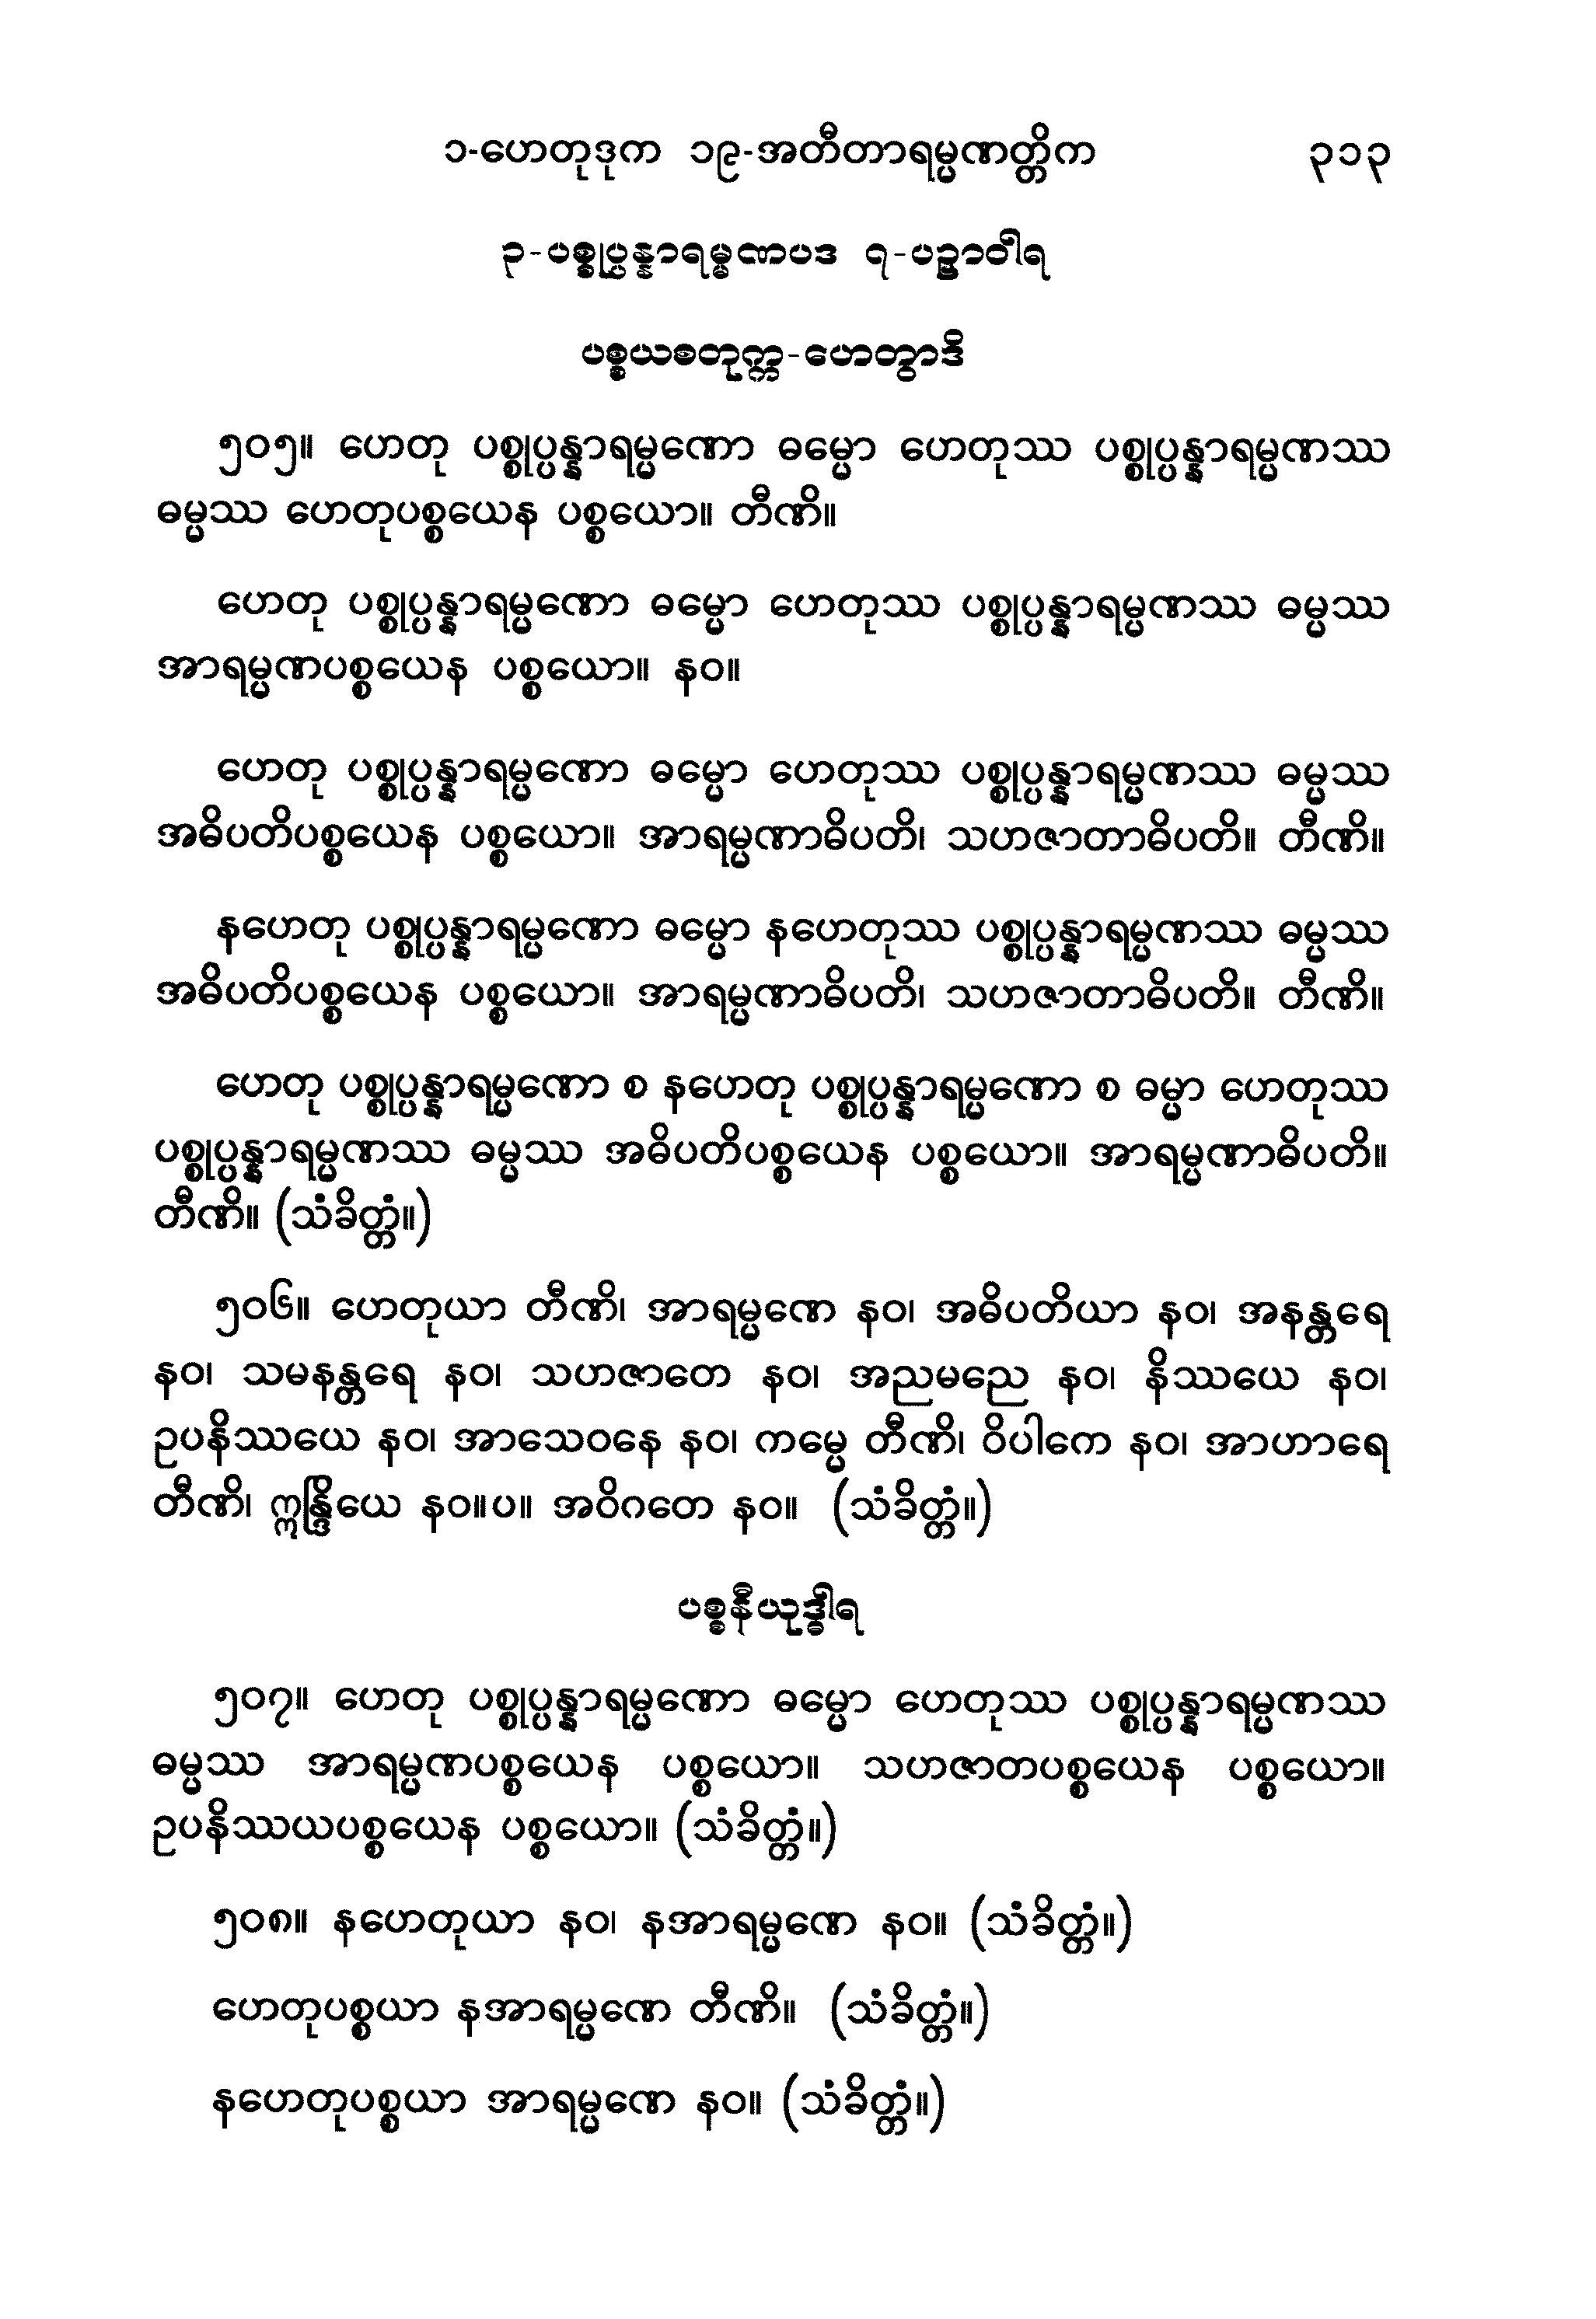 ၁-ဟေတုဒုက ၁၉-အတီတာရမ္မဏတ္တိက ၃၁၃
၃-ပစ္စုပ္ပန္နာရမ္မဏပဒ ၇-ပဉှာဝါရ
ပစ္စယစတုက္က-ဟေတွာဒိ
၅၀၅။ ဟေတု ပစ္စုပ္ပန္နာရမ္မဏော ဓမ္မော ဟေတုဿ ပစ္စုပ္ပန္နာရမ္မဏဿ
ဓမ္မဿ ဟေတုပစ္စယေန ပစ္စယော။ တီဏိ။
ဟေတု ပစ္စုပ္ပန္နာရမ္မဏော ဓမ္မော ဟေတုဿ ပစ္စုပ္ပန္နာရမ္မဏဿ ဓမ္မဿ
အာရမ္မဏပစ္စယေန ပစ္စယော။ နဝ။
ဟေတု ပစ္စုပ္ပန္နာရမ္မဏော ဓမ္မော ဟေတုဿ ပစ္စုပ္ပန္နာရမ္မဏဿ ဓမ္မဿ
အဓိပတိပစ္စယေန ပစ္စယော။ အာရမ္မဏာဓိပတိ၊ သဟဇာတာဓိပတိ။ တီဏိ။
နဟေတု ပစ္စုပ္ပန္နာရမ္မဏော ဓမ္မော နဟေတုဿ ပစ္စုပ္ပန္နာရမ္မဏဿ ဓမ္မဿ
အဓိပတိပစ္စယေန ပစ္စယော။ အာရမ္မဏာဓိပတိ၊ သဟဇာတာဓိပတိ။ တီဏိ။
ဟေတု ပစ္စုပ္ပန္နာရမ္မဏော စ နဟေတု ပစ္စုပ္ပန္နာရမ္မဏော စ ဓမ္မာ ဟေတုဿ
ပစ္စုပ္ပန္နာရမ္မဏဿ ဓမ္မဿ အဓိပတိပစ္စယေန ပစ္စယော။ အာရမ္မဏာဓိပတိ။
တီဏိ။ (သံခိတ္တံ။)
၅၀၆။ ဟေတုယာ တီဏိ၊ အာရမ္မဏေ နဝ၊ အဓိပတိယာ နဝ၊ အနန္တရေ
နဝ၊ သမနန္တရေ နဝ၊ သဟဇာတေ နဝ၊ အညမညေ နဝ၊ နိဿယေ နဝ၊
ဥပနိဿယေ နဝ၊ အာသေဝနေ နဝ၊ ကမ္မေ တီဏိ၊ ဝိပါကေ နဝ၊ အာဟာရေ
တီဏိ၊ ဣန္ဒြိယေ နဝ။ပ။ အဝိဂတေ နဝ။ (သံခိတ္တံ။)
ပစ္စနီယုဒ္ဓါရ
၅၀၇။ ဟေတု ပစ္စုပ္ပန္နာရမ္မဏော ဓမ္မော ဟေတုဿ ပစ္စုပ္ပန္နာရမ္မဏဿ
ဓမ္မဿ အာရမ္မဏပစ္စယေန ပစ္စယော။ သဟဇာတပစ္စယေန ပစ္စယော။
ဥပနိဿယပစ္စယေန ပစ္စယော။ (သံခိတ္တံ။)
၅၀၈။ နဟေတုယာ နဝ၊ နအာရမ္မဏေ နဝ။ (သံခိတ္တံ။)
ဟေတုပစ္စယာ နအာရမ္မဏေ တီဏိ။ (သံခိတ္တံ။)
နဟေတုပစ္စယာ အာရမ္မဏေ နဝ။ (သံခိတ္တံ။)